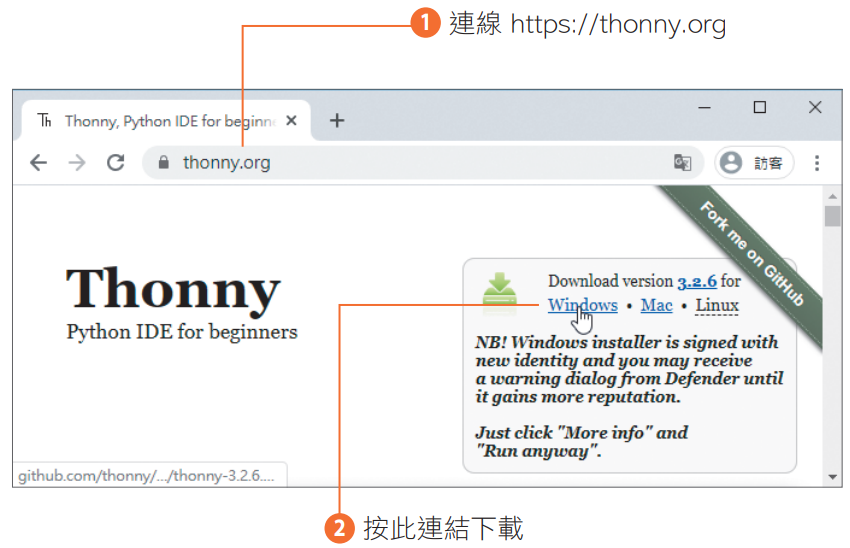 1 連線 https://thonny.org
Th Thonny, Python IDE for beginne
thonny.org
訪客
Fork me on GitHub
Thonny
Python IDE for beginners
Download version 3.2.6 for
Windows • Mac • Linux
NB! Windows installer is signed with
new identity and you may receive
a warning dialog from Defender until
it gains more reputation.
Just click "More info" and
"Run anyway".
github.com/thonny/.../thonny-3.2.6....
2 按此連結下載